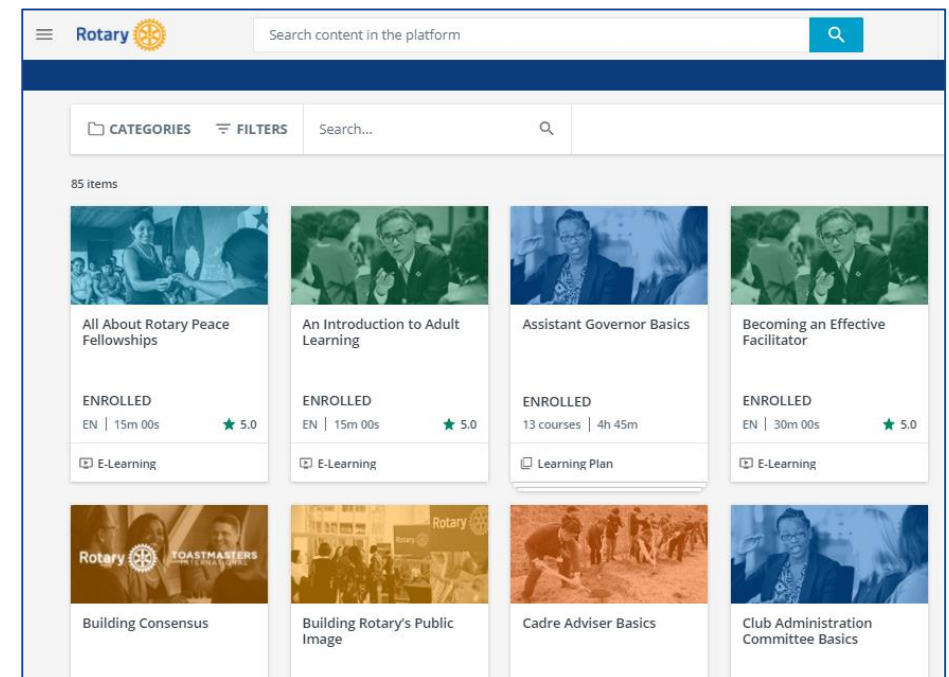 Rotary
Search content in the platform
CATEGORIES FILTERS Search...
85 items
All About Rotary Peace
Fellowships
ENROLLED
EN | 15m 00s ★ 5.0
E-Learning
An Introduction to Adult
Learning
ENROLLED
EN | 15m 00s ★ 5.0
E-Learning
Assistant Governor Basics
ENROLLED
13 courses | 4h 45m
Learning Plan
Becoming an Effective
Facilitator
ENROLLED
EN | 30m 00s ★ 5.0
E-Learning
Rotary TOASTMASTERS
INTERNATIONAL
Building Consensus
Rotary
Rotary
Building Rotary's Public
Image
Cadre Adviser Basics
Club Administration
Committee Basics